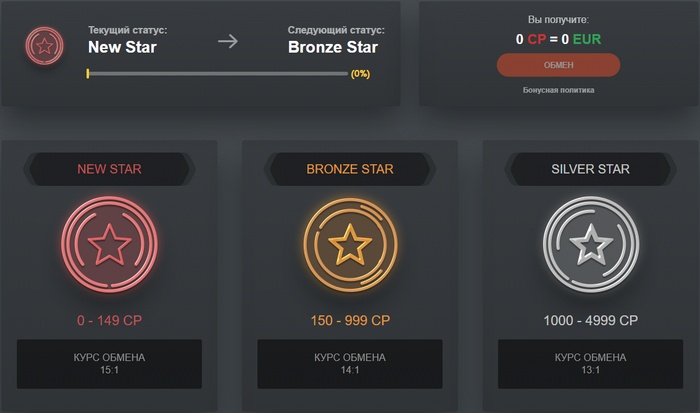 Текущий статус:
New Star
Следующий статус:
Bronze Star
(0%)
Вы получите:
0 CP = 0 EUR
ОБМЕН
Бонусная политика
NEW STAR
0 - 149 CP
КУРС ОБМЕНА
15:1
BRONZE STAR
150 - 999 CP
КУРС ОБМЕНА
14:1
SILVER STAR
1000 - 4999 CP
КУРС ОБМЕНА
13:1